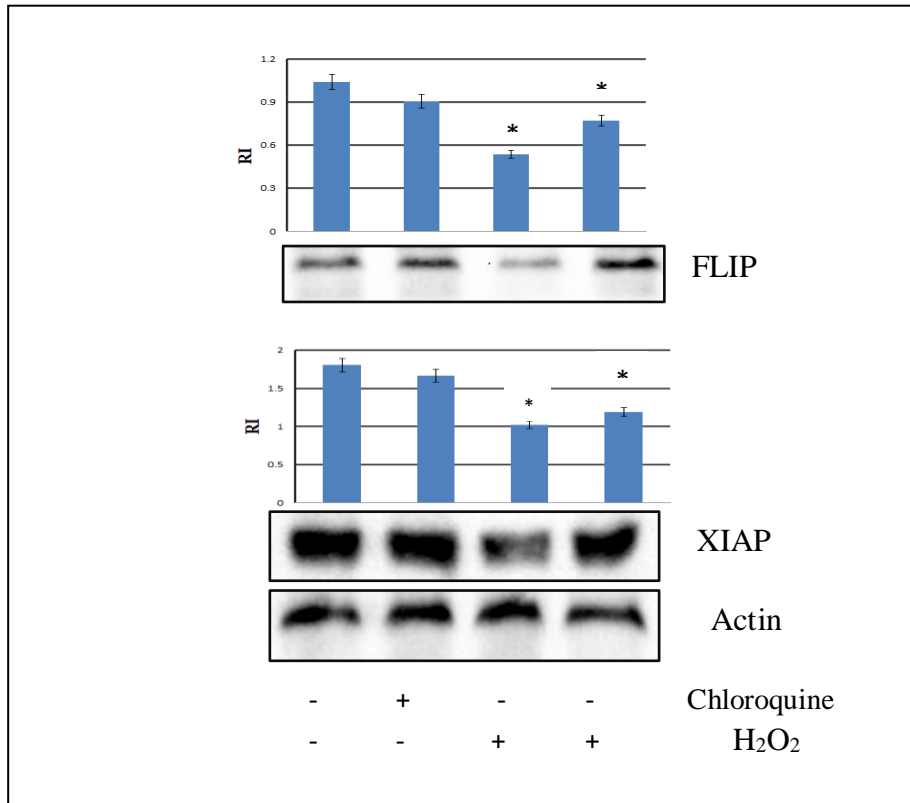 1.2
0.9
0.6
0.3
0
RI
*
*
FLIP
2
1.5
1
0.5
0
RI
*
*
XIAP
Actin
- + - - Chloroquine
- - + + H₂O₂